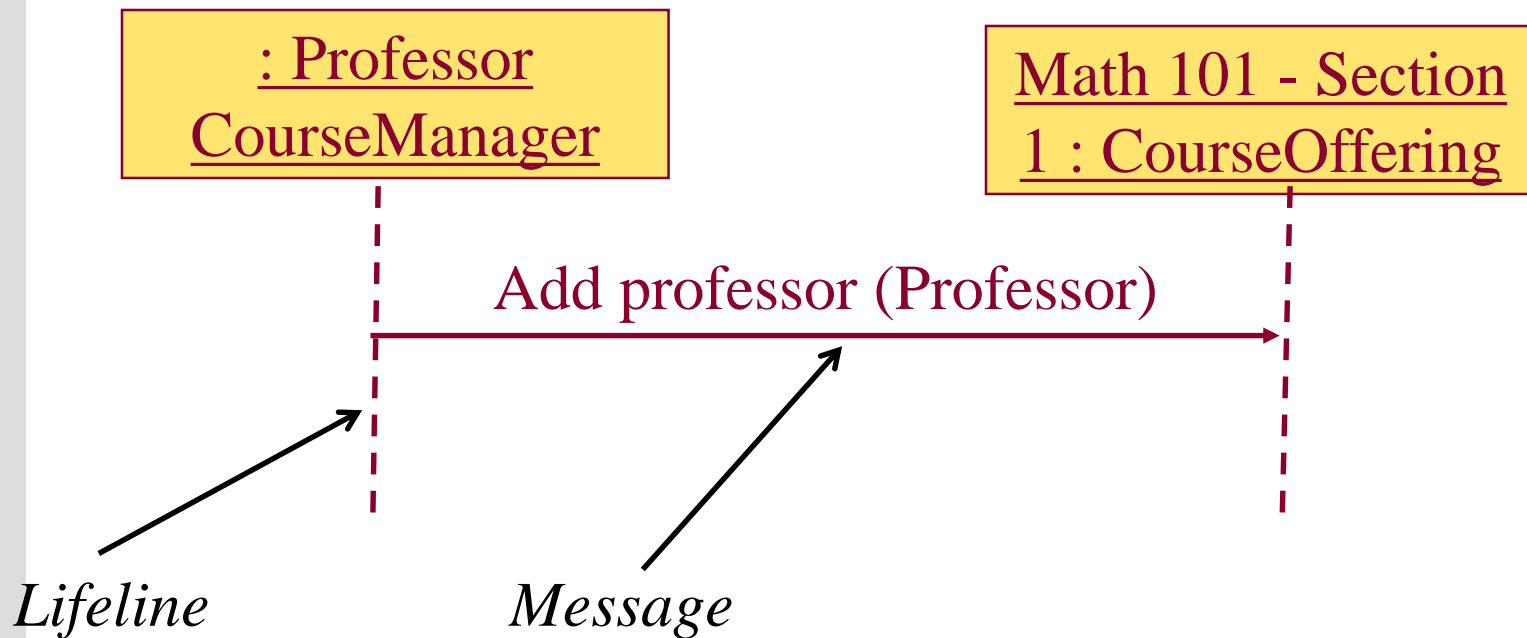 : Professor
CourseManager
Math 101 - Section
1 : CourseOffering
Add professor (Professor)
Lifeline
Message